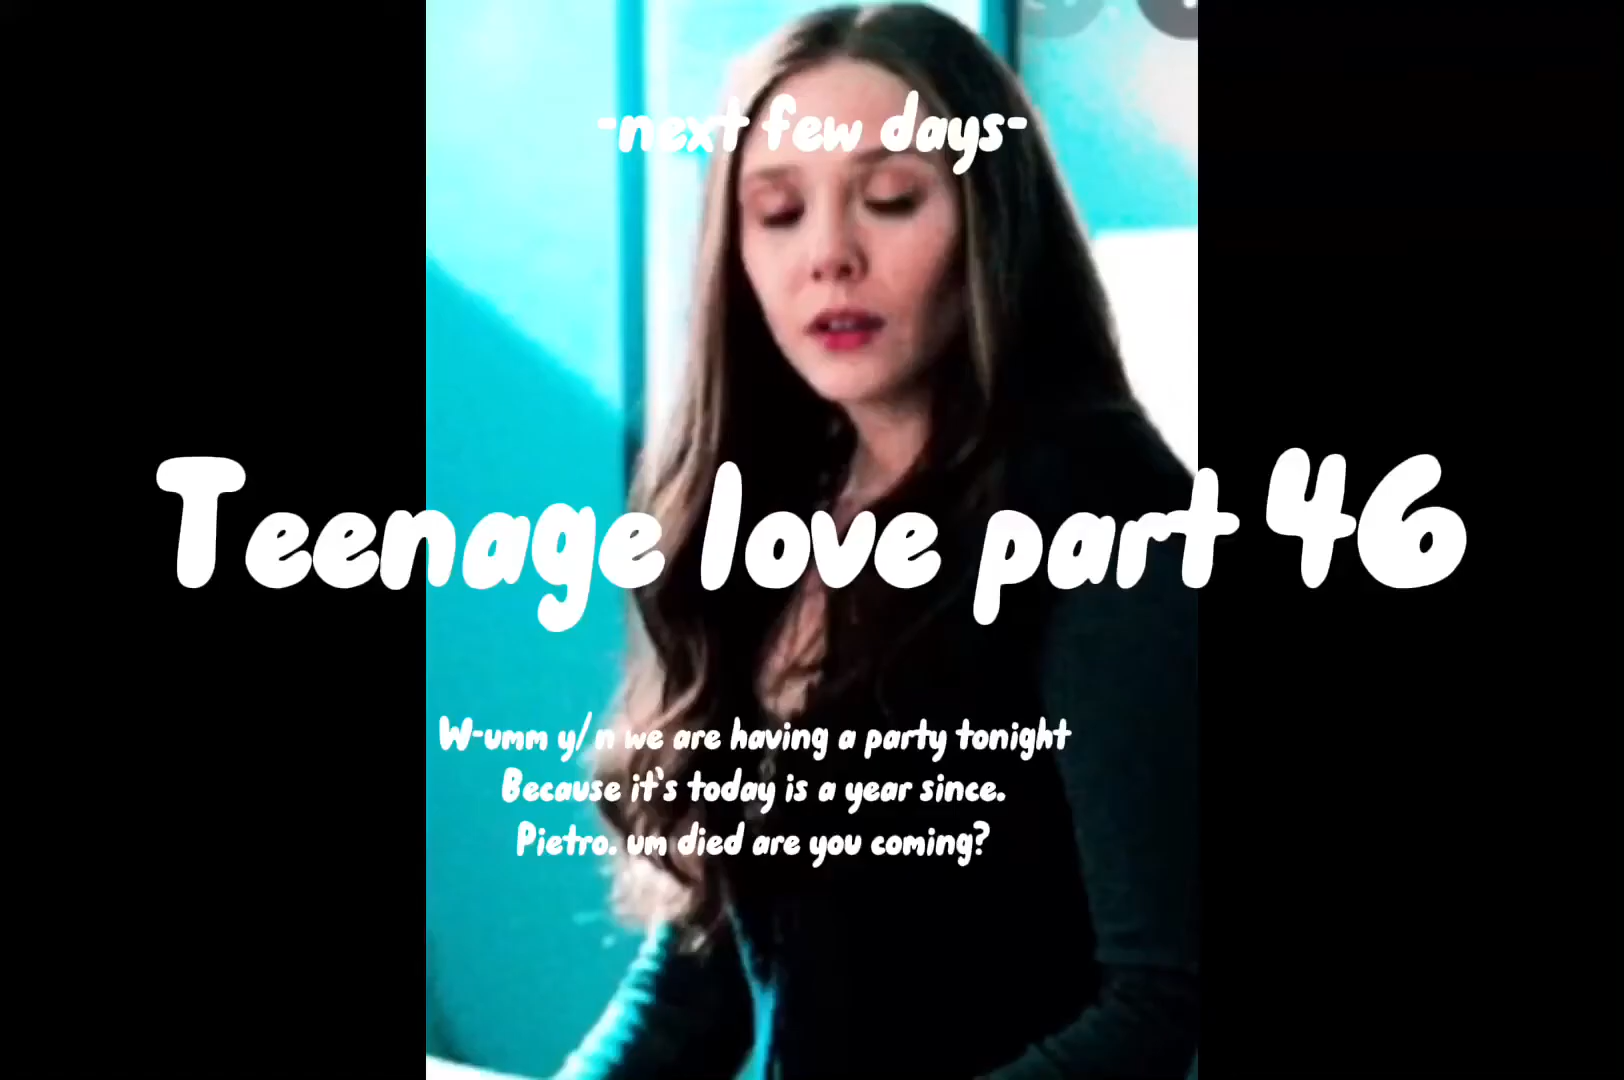 -next few days-
Teenage love part 46
W-umm y/n we are having a party tonight
Because it's today is a year since.
Pietro. um died are you coming?